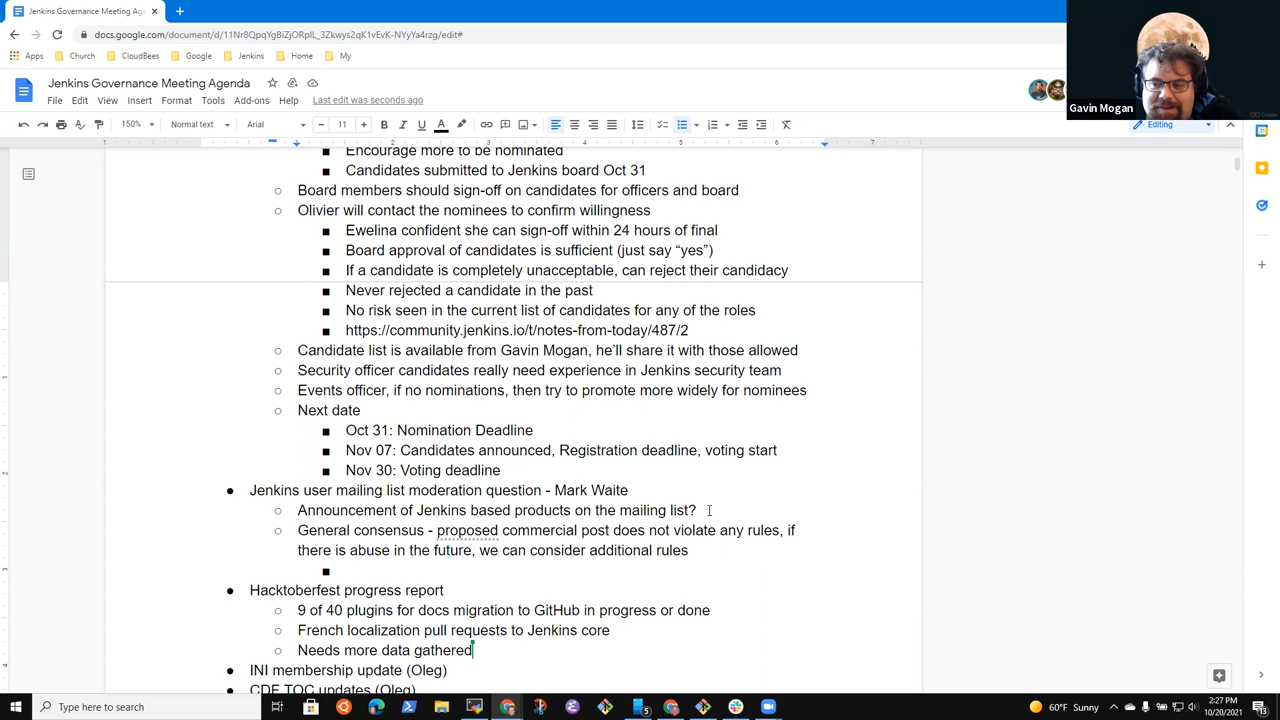 Jenkins Governance Meeting Age
docs.google.com/document/d/11Nr8QpqYgBiZjORpIL_3Zkwys2qK1vEvK-NYyYa4rzg/edit#
Apps Church CloudBees Google Jenkins Home My
Jenkins Governance Meeting Agenda
File Edit View Insert Format Tools Add-ons Help Last edit was seconds ago
150% Normal text Arial 11 Editing
Gavin Mogan
Encourage more to be nominated
Candidates submitted to Jenkins board Oct 31
Board members should sign-off on candidates for officers and board
Olivier will contact the nominees to confirm willingness
Ewelina confident she can sign-off within 24 hours of final
Board approval of candidates is sufficient (just say “yes”)
If a candidate is completely unacceptable, can reject their candidacy
Never rejected a candidate in the past
No risk seen in the current list of candidates for any of the roles
https://community.jenkins.io/t/notes-from-today/487/2
Candidate list is available from Gavin Mogan, he’ll share it with those allowed
Security officer candidates really need experience in Jenkins security team
Events officer, if no nominations, then try to promote more widely for nominees
Next date
Oct 31: Nomination Deadline
Nov 07: Candidates announced, Registration deadline, voting start
Nov 30: Voting deadline
Jenkins user mailing list moderation question - Mark Waite
Announcement of Jenkins based products on the mailing list?
General consensus - proposed commercial post does not violate any rules, if
there is abuse in the future, we can consider additional rules
Hacktoberfest progress report
9 of 40 plugins for docs migration to GitHub in progress or done
French localization pull requests to Jenkins core
Needs more data gathered
INI membership update (Oleg)
CDF TOC updates (Oleg)
Type here to search
60°F Sunny
2:27 PM
10/20/2021